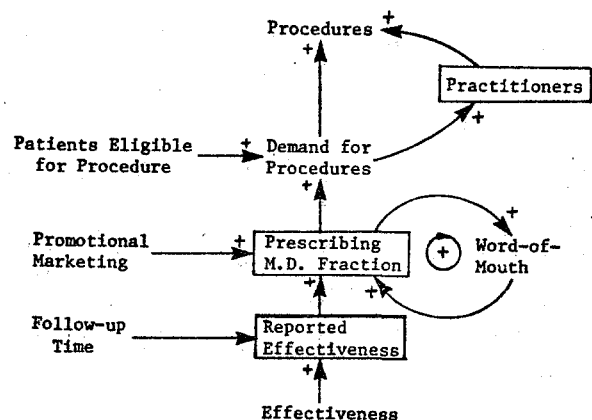 Procedures
+
+
Practitioners
+
Patients Eligible
for Procedure
+
Demand for
Procedures
+
Promotional
Marketing
+
Prescribing
M.D. Fraction
+
Word-of-
Mouth
+
+
+
Follow-up
Time
Reported
Effectiveness
+
Effectiveness